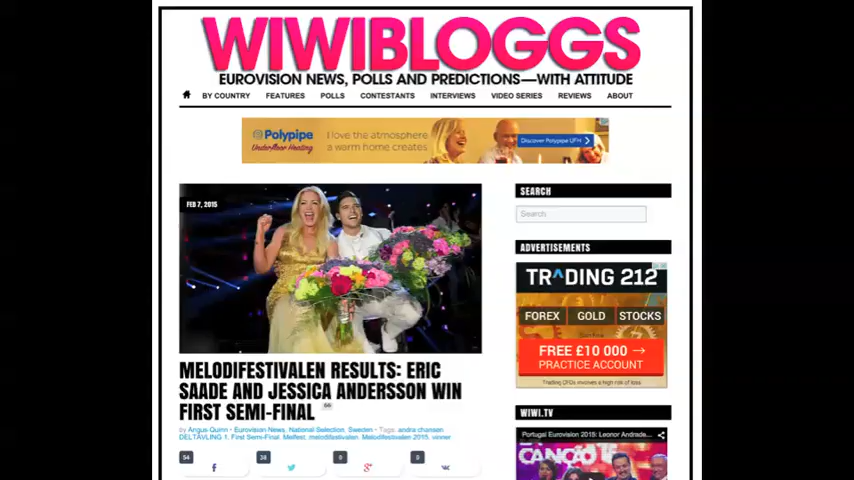 WIWIBLOGGS
EUROVISION NEWS, POLLS AND PREDICTIONS—WITH ATTITUDE
BY COUNTRY FEATURES POLLS CONTESTANTS INTERVIEWS VIDEO SERIES REVIEWS ABOUT
Polypipe
Underfloor Heating
I love the atmosphere
a warm home creates
Discover Polypipe UFH
FEB 7, 2015
SEARCH
Search
ADVERTISEMENTS
TRADING 212
FOREX GOLD STOCKS
FREE £10 000 →
PRACTICE ACCOUNT
Trading CFDs involves a high risk of loss
MELODIFESTIVALEN RESULTS: ERIC
SAADE AND JESSICA ANDERSSON WIN
FIRST SEMI-FINAL
66
by Angus Quinn • Eurovision News, National Selection, Sweden • Tags: andra chansen
DELTÄVLING 1, First Semi-Final, Melfest, melodifestivalen, Melodifestivalen 2015, vinner
54 38 0 0
WIWI.TV
Portugal Eurovision 2015: Leonor Andrade...
CANÇÃO